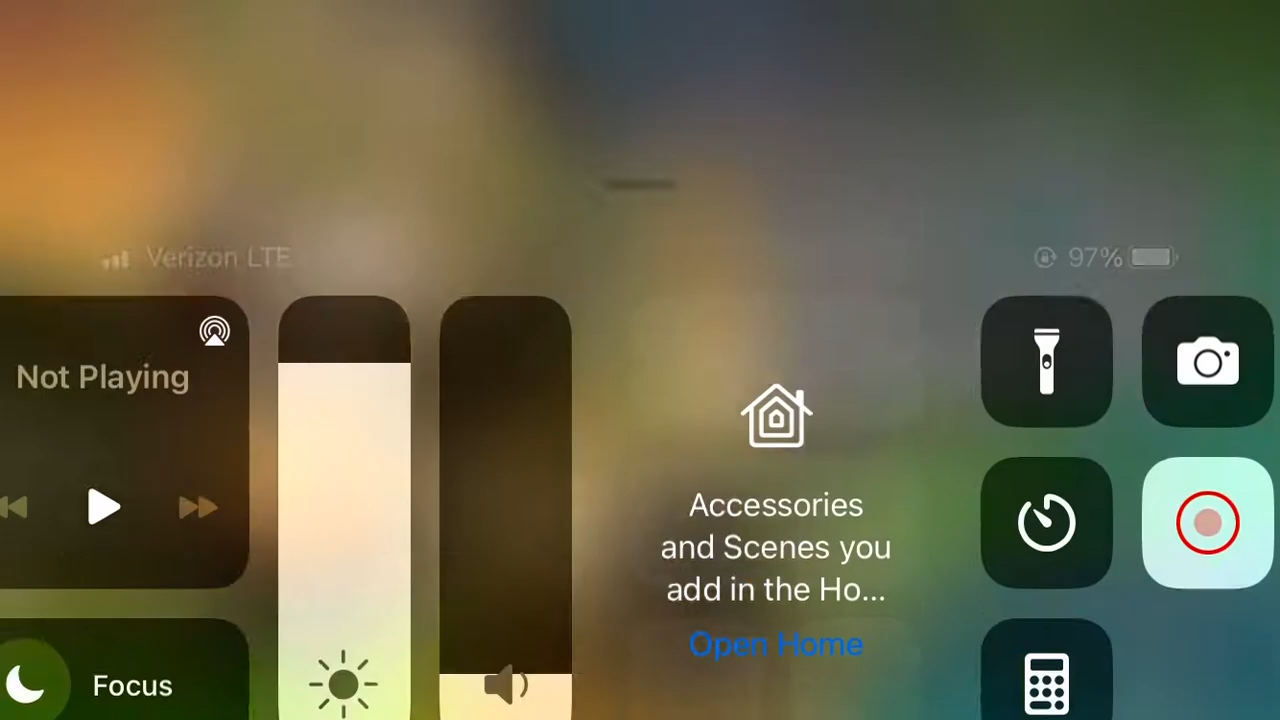 Verizon LTE
97%
Not Playing
Accessories
and Scenes you
add in the Ho...
Open Home
Focus